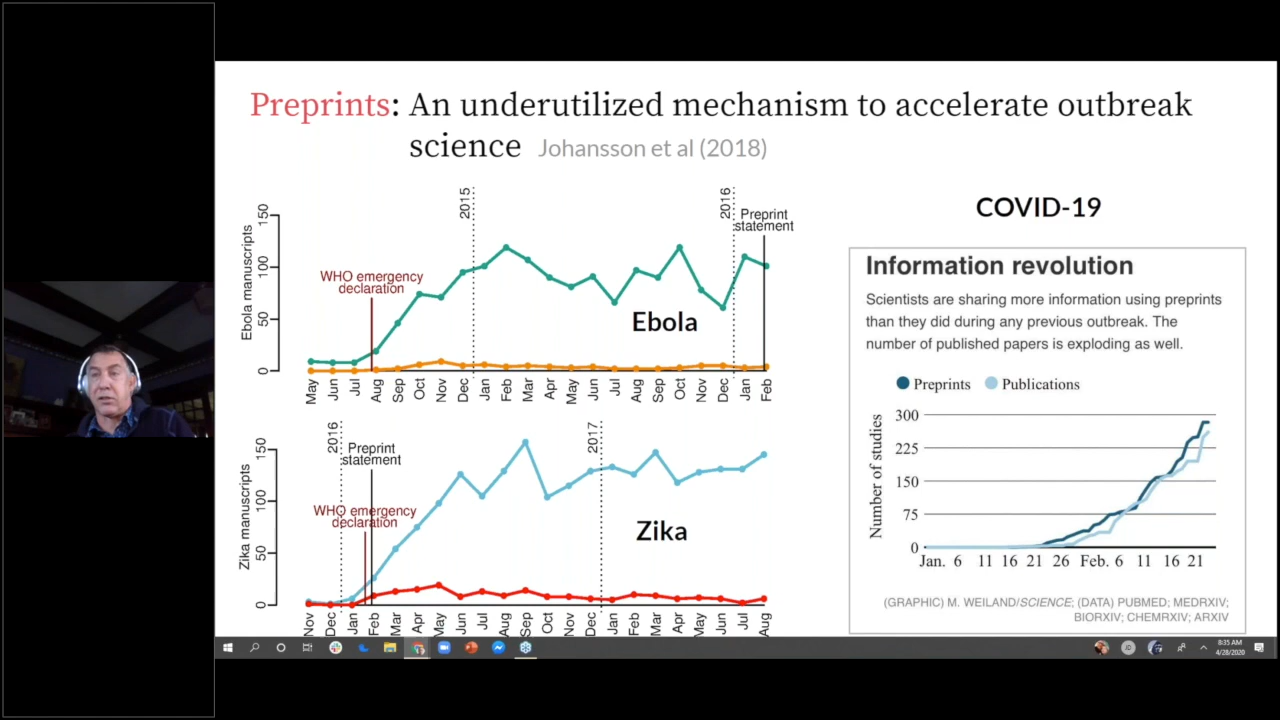 Preprints: An underutilized mechanism to accelerate outbreak
science Johansson et al (2018)
2015
2016
Preprint
statement
WHO emergency
declaration
Ebola manuscripts
150
100
50
0
Ebola
May Jun Jul Aug Sep Oct Nov Dec Jan Feb Mar Apr May Jun Jul Aug Sep Oct Nov Dec Jan Feb
2016
2017
Preprint
statement
WHO emergency
declaration
Zika manuscripts
150
100
50
0
Zika
Nov Dec Jan Feb Mar Apr May Jun Jul Aug Sep Oct Nov Dec Jan Feb Mar Apr May Jun Jul Aug
COVID-19
Information revolution
Scientists are sharing more information using preprints
than they did during any previous outbreak. The
number of published papers is exploding as well.
Preprints Publications
Number of studies
300
225
150
75
0
Jan. 6 11 16 21 26 Feb. 6 11 16 21
(GRAPHIC) M. WEILAND/SCIENCE; (DATA) PUBMED; MEDRXIV;
BIORXIV; CHEMRXIV; ARXIV
8:35 AM
4/28/2020